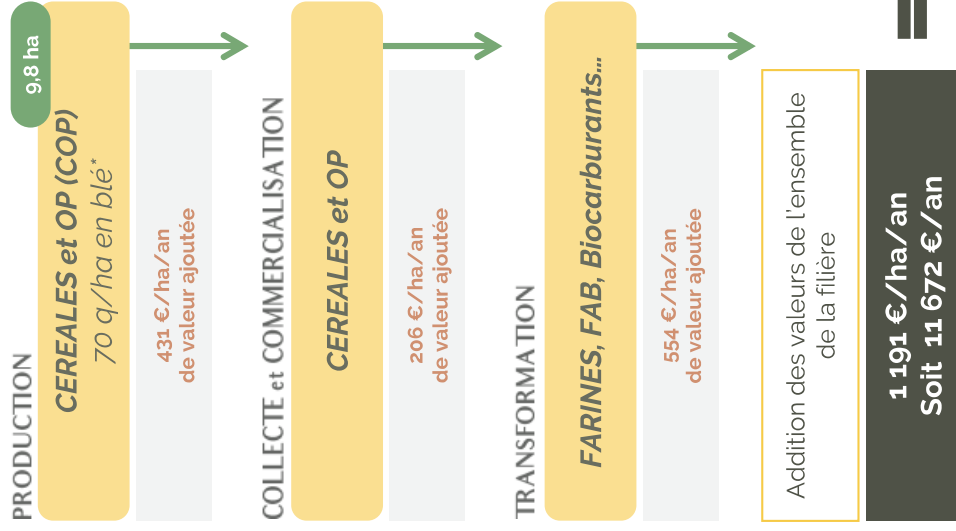 PRODUCTION
9,8 ha
CEREALES et OP (COP)
70 q/ha en blé*
431 €/ha/an
de valeur ajoutée
COLLECTE et COMMERCIALISATION
CEREALES et OP
206 €/ha/an
de valeur ajoutée
TRANSFORMATION
FARINES, FAB, Biocarburants...
554 €/ha/an
de valeur ajoutée
Addition des valeurs de l'ensemble
de la filière
=
1 191 €/ha/an
Soit 11 672 €/an